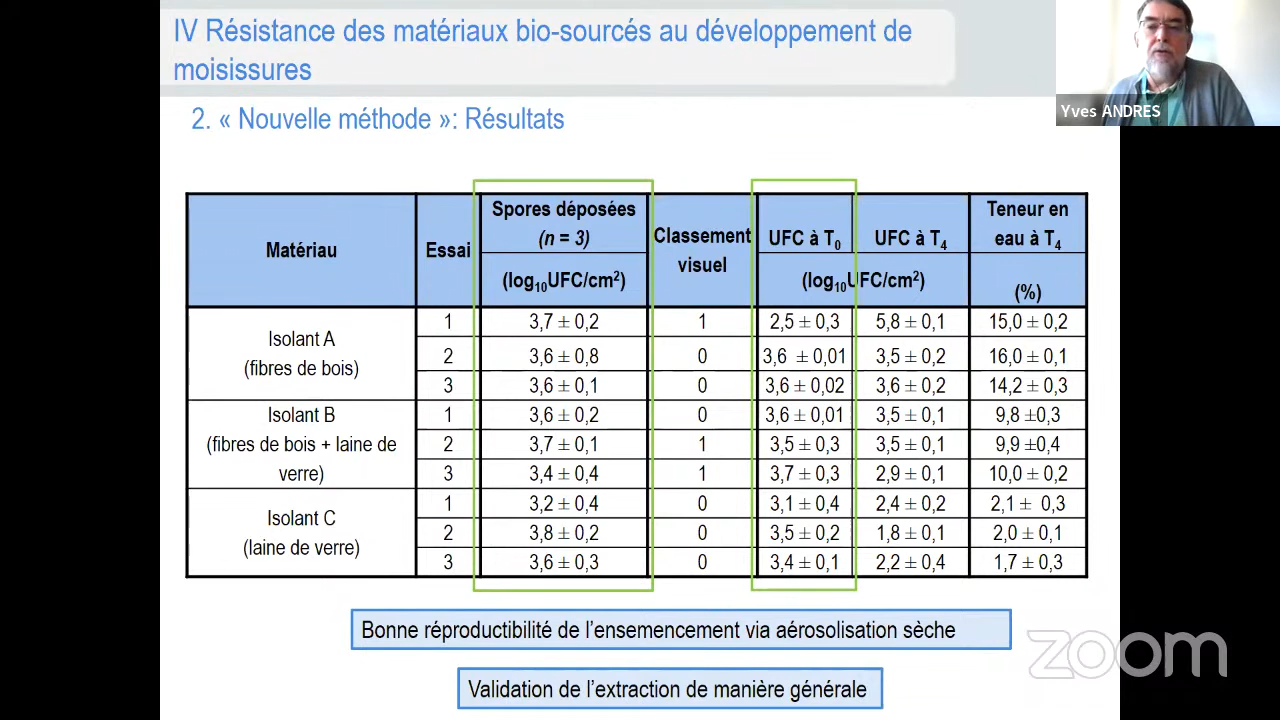 IV Résistance des matériaux bio-sourcés au développement de
moisissures
Yves ANDRES
2. « Nouvelle méthode »: Résultats
Matériau Essai Spores déposées (n = 3) (log10UFC/cm²) Classement visuel UFC à T0 UFC à T4 (log10UFC/cm²) Teneur en eau à T4 (%)
Isolant A (fibres de bois)
1 3,7 ± 0,2 1 2,5 ± 0,3 5,8 ± 0,1 15,0 ± 0,2
2 3,6 ± 0,8 0 3,6 ± 0,01 3,5 ± 0,2 16,0 ± 0,1
3 3,6 ± 0,1 0 3,6 ± 0,02 3,6 ± 0,2 14,2 ± 0,3
Isolant B (fibres de bois + laine de verre)
1 3,6 ± 0,2 0 3,6 ± 0,01 3,5 ± 0,1 9,8 ±0,3
2 3,7 ± 0,1 1 3,5 ± 0,3 3,5 ± 0,1 9,9 ±0,4
3 3,4 ± 0,4 1 3,7 ± 0,3 2,9 ± 0,1 10,0 ± 0,2
Isolant C (laine de verre)
1 3,2 ± 0,4 0 3,1 ± 0,4 2,4 ± 0,2 2,1 ± 0,3
2 3,8 ± 0,2 0 3,5 ± 0,2 1,8 ± 0,1 2,0 ± 0,1
3 3,6 ± 0,3 0 3,4 ± 0,1 2,2 ± 0,4 1,7 ± 0,3
Bonne réproductibilité de l’ensemencement via aérosolisation sèche
Validation de l’extraction de manière générale
zoom